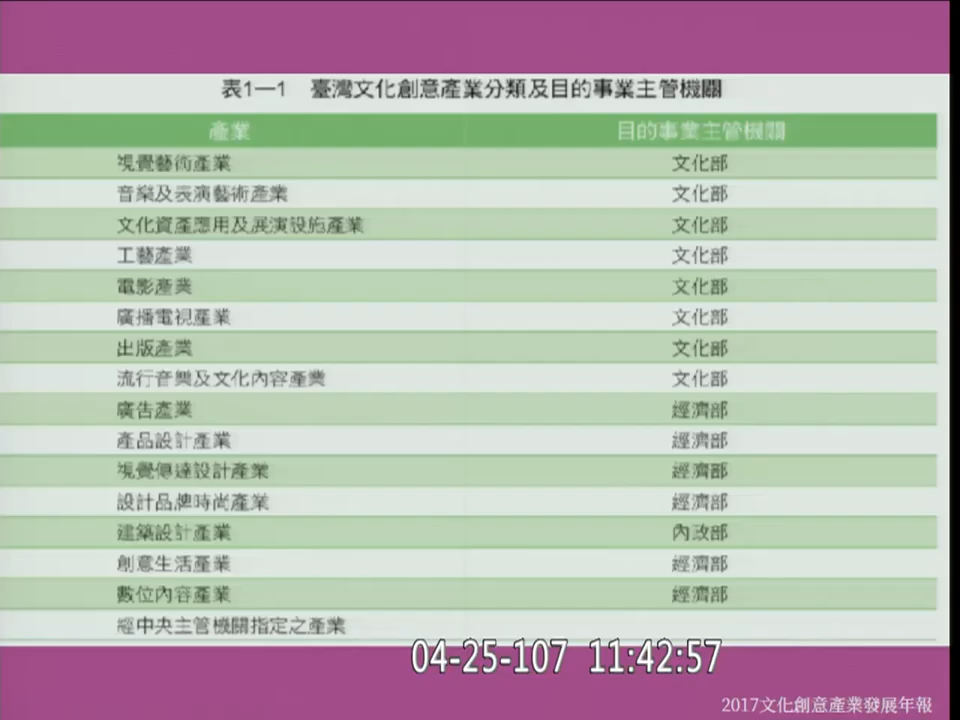 表1—1　臺灣文化創意產業分類及目的事業主管機關
產業　目的事業主管機關
視覺藝術產業　文化部
音樂及表演藝術產業　文化部
文化資產應用及展演設施產業　文化部
工藝產業　文化部
電影產業　文化部
廣播電視產業　文化部
出版產業　文化部
流行音樂及文化內容產業　文化部
廣告產業　經濟部
產品設計產業　經濟部
視覺傳達設計產業　經濟部
設計品牌時尚產業　經濟部
建築設計產業　內政部
創意生活產業　經濟部
數位內容產業　經濟部
經中央主管機關指定之產業
04-25-107 11:42:57
2017文化創意產業發展年報